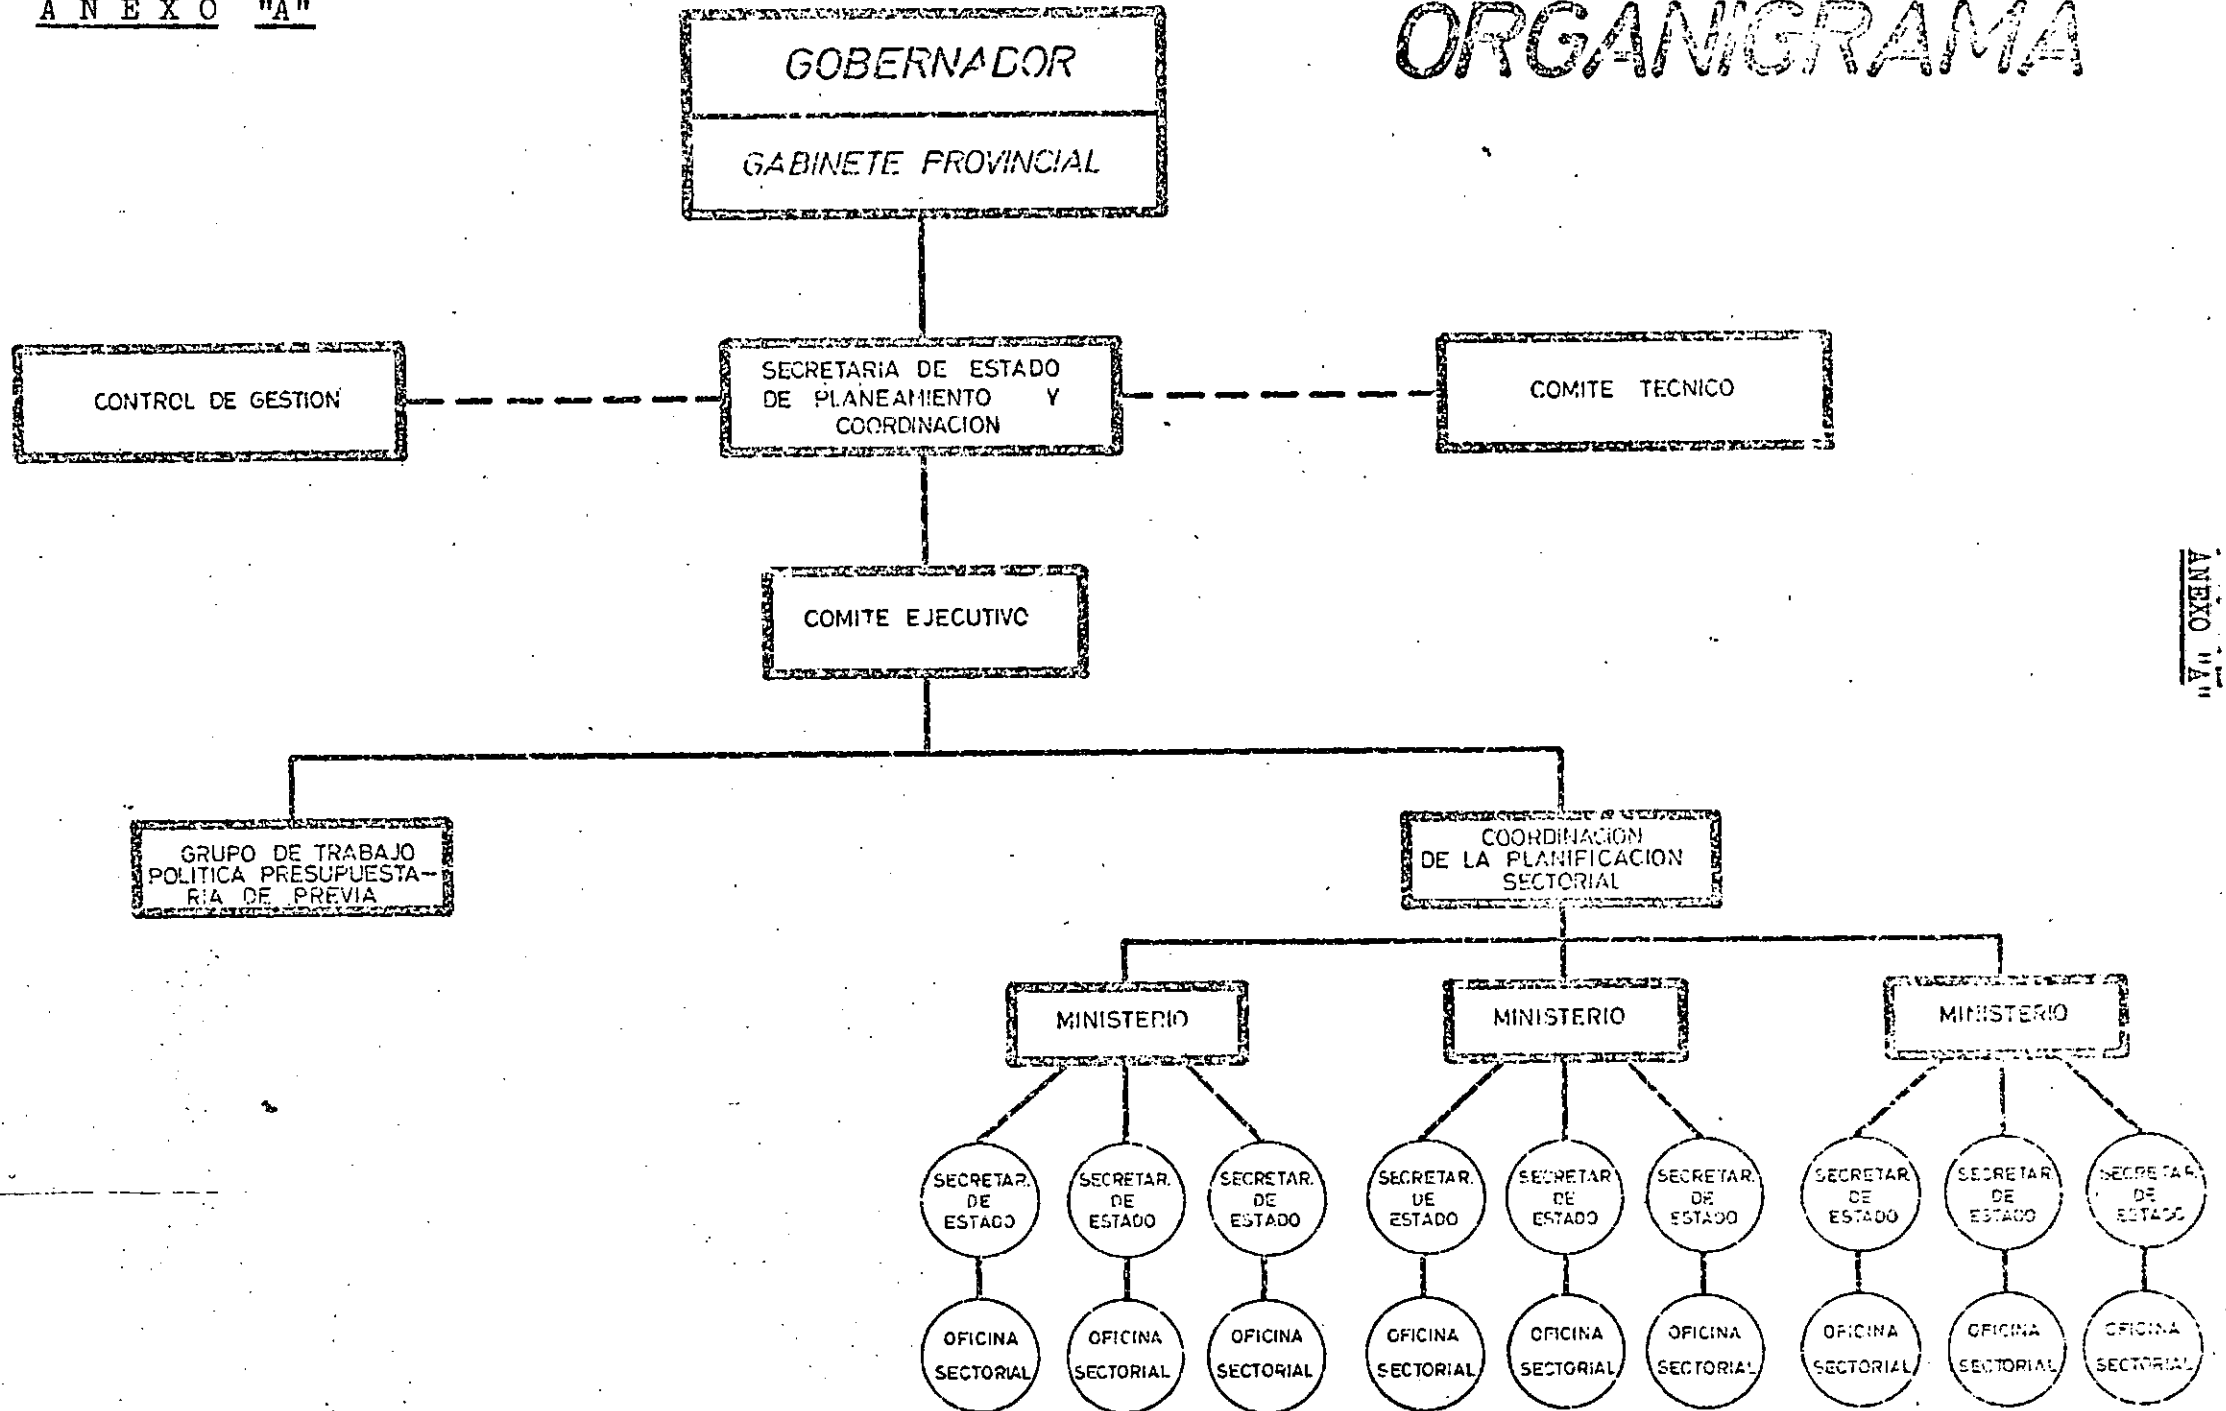 A N E X O "A"
ORGANIGRAMA
GOBERNADOR
GABINETE PROVINCIAL
CONTROL DE GESTION
SECRETARIA DE ESTADO
DE PLANEAMIENTO Y
COORDINACION
COMITE TECNICO
COMITE EJECUTIVO
ANEXO "A"
GRUPO DE TRABAJO
POLITICA PRESUPUESTA-
RIA DE PREVIA
COORDINACION
DE LA PLANIFICACION
SECTORIAL
MINISTERIO
MINISTERIO
MINISTERIO
SECRETAR.
DE
ESTADO
SECRETAR.
DE
ESTADO
SECRETAR.
DE
ESTADO
SECRETAR.
DE
ESTADO
SECRETAR.
DE
ESTADO
SECRETAR.
DE
ESTADO
SECRETAR.
DE
ESTADO
SECRETAR.
DE
ESTADO
SECRETAR.
DE
ESTADO
OFICINA
SECTORIAL
OFICINA
SECTORIAL
OFICINA
SECTORIAL
OFICINA
SECTORIAL
OFICINA
SECTORIAL
OFICINA
SECTORIAL
OFICINA
SECTORIAL
OFICINA
SECTORIAL
OFICINA
SECTORIAL